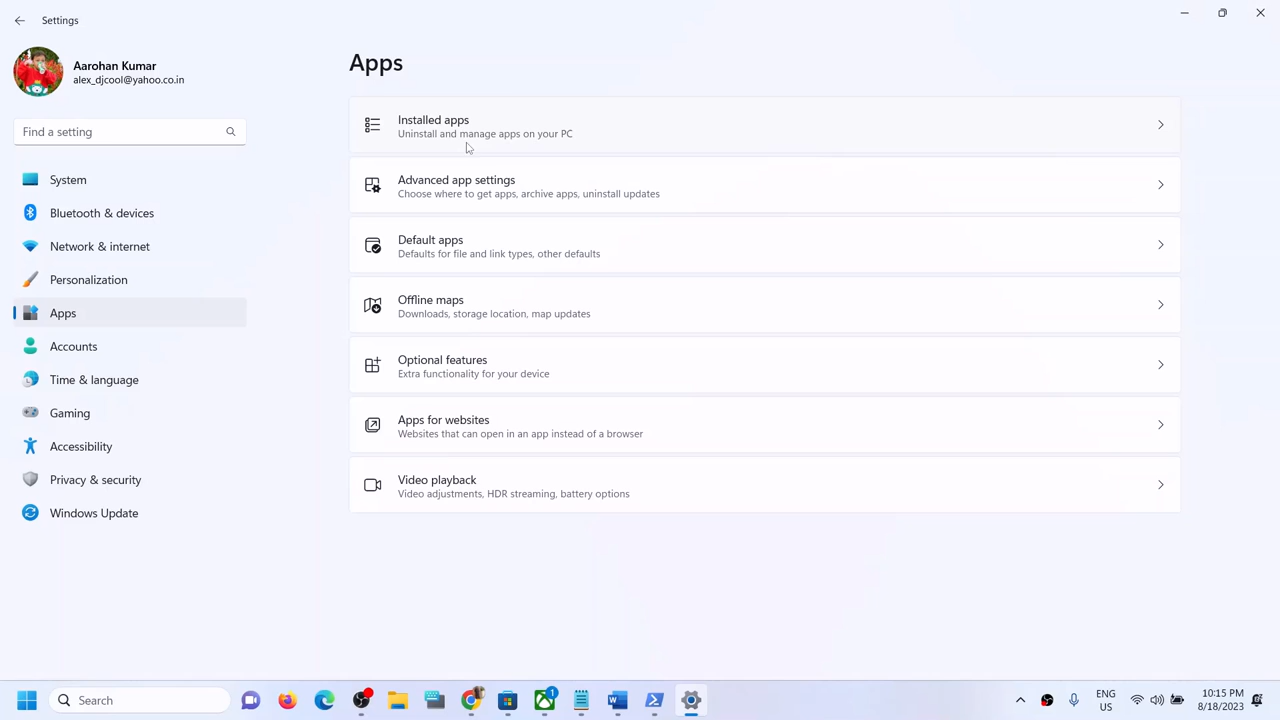 Settings
Aarohan Kumar
alex_djcool@yahoo.co.in
Find a setting
System
Bluetooth & devices
Network & internet
Personalization
Apps
Accounts
Time & language
Gaming
Accessibility
Privacy & security
Windows Update
Apps
Installed apps
Uninstall and manage apps on your PC
Advanced app settings
Choose where to get apps, archive apps, uninstall updates
Default apps
Defaults for file and link types, other defaults
Offline maps
Downloads, storage location, map updates
Optional features
Extra functionality for your device
Apps for websites
Websites that can open in an app instead of a browser
Video playback
Video adjustments, HDR streaming, battery options
Search
1
ENG
US
10:15 PM
8/18/2023